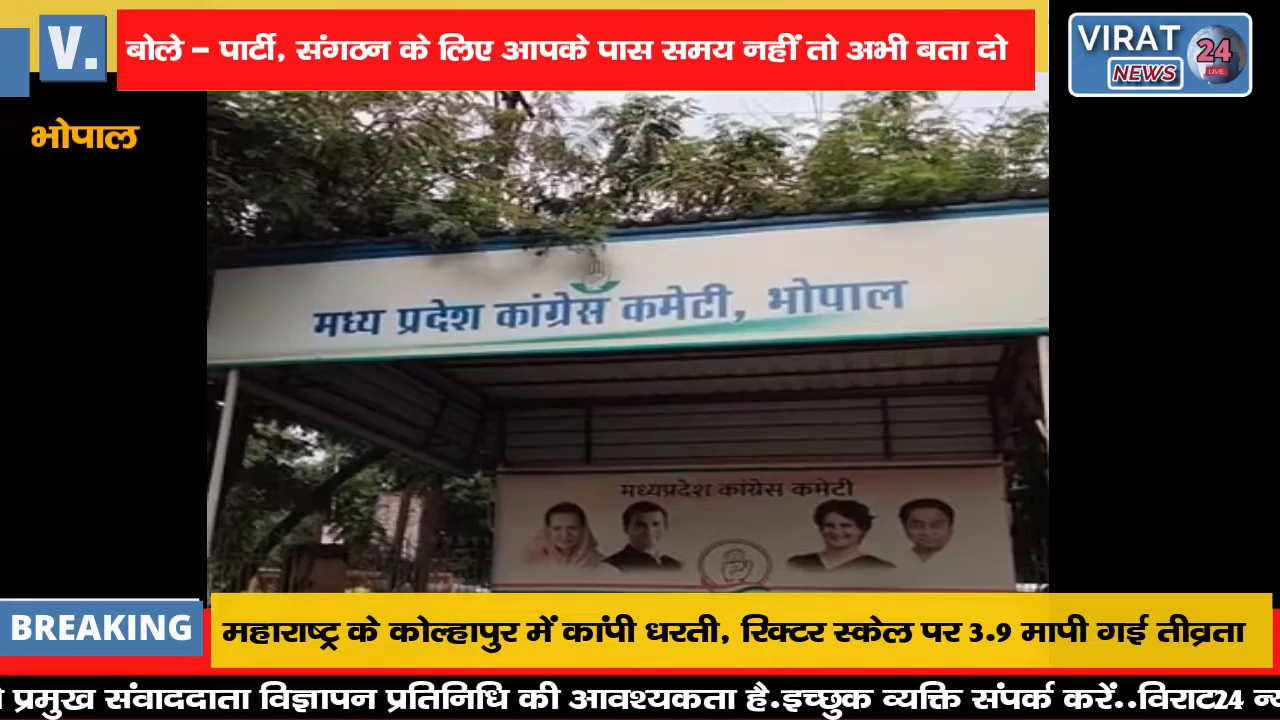 V.
बोले – पार्टी, संगठन के लिए आपके पास समय नहीं तो अभी बता दो
VIRAT
24
LIVE
NEWS
भोपाल
मध्य प्रदेश कांग्रेस कमेटी, भोपाल
मध्यप्रदेश कांग्रेस कमेटी
BREAKING
महाराष्ट्र के कोल्हापुर में कांपी धरती, रिक्टर स्केल पर 3.9 मापी गई तीव्रता
प्रमुख संवाददाता विज्ञापन प्रतिनिधि की आवश्यकता है.इच्छुक व्यक्ति संपर्क करें..विराट24